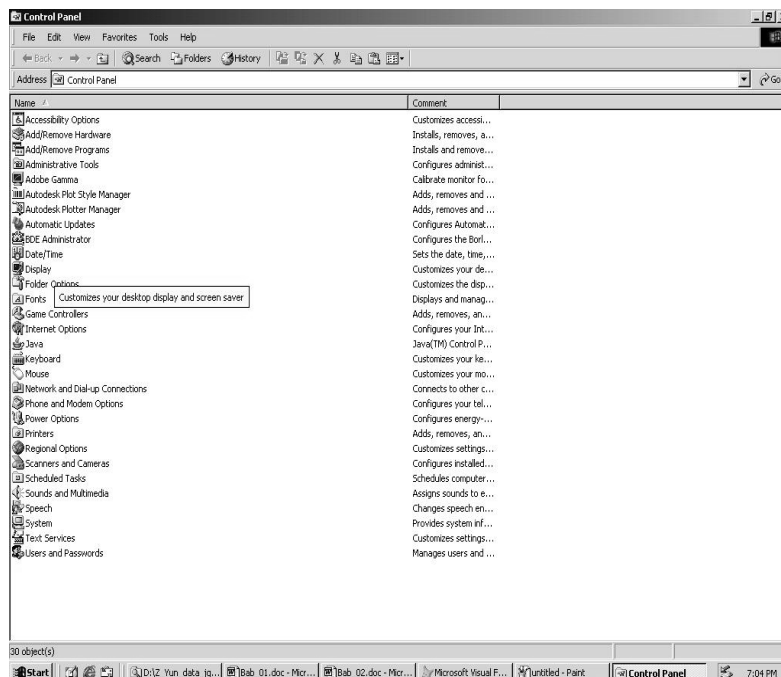 Control Panel
File Edit View Favorites Tools Help
Back Search Folders History
Address Control Panel Go
Name Comment
Accessibility Options Customizes accessi...
Add/Remove Hardware Installs, removes, a...
Add/Remove Programs Installs and remove...
Administrative Tools Configures administ...
Adobe Gamma Calibrate monitor fo...
Autodesk Plot Style Manager Adds, removes and ...
Autodesk Plotter Manager Adds, removes and ...
Automatic Updates Configures Automat...
BDE Administrator Configures the Borl...
Date/Time Sets the date, time,...
Display Customizes your de...
Folder Options Customizes the disp...
Customizes your desktop display and screen saver
Fonts Displays and manag...
Game Controllers Adds, removes, an...
Internet Options Configures your Int...
Java Java(TM) Control P...
Keyboard Customizes your ke...
Mouse Customizes your mo...
Network and Dial-up Connections Connects to other c...
Phone and Modem Options Configures your tel...
Power Options Configures energy-...
Printers Adds, removes, an...
Regional Options Customizes settings...
Scanners and Cameras Configures installed...
Scheduled Tasks Schedules computer...
Sounds and Multimedia Assigns sounds to e...
Speech Changes speech en...
System Provides system inf...
Text Services Customizes settings...
Users and Passwords Manages users and ...
30 object(s)
Start D:\Z_Yun_data_jg... Bab_01.doc - Micr... Bab_02.doc - Micr... Microsoft Visual F... untitled - Paint Control Panel 7:04 PM